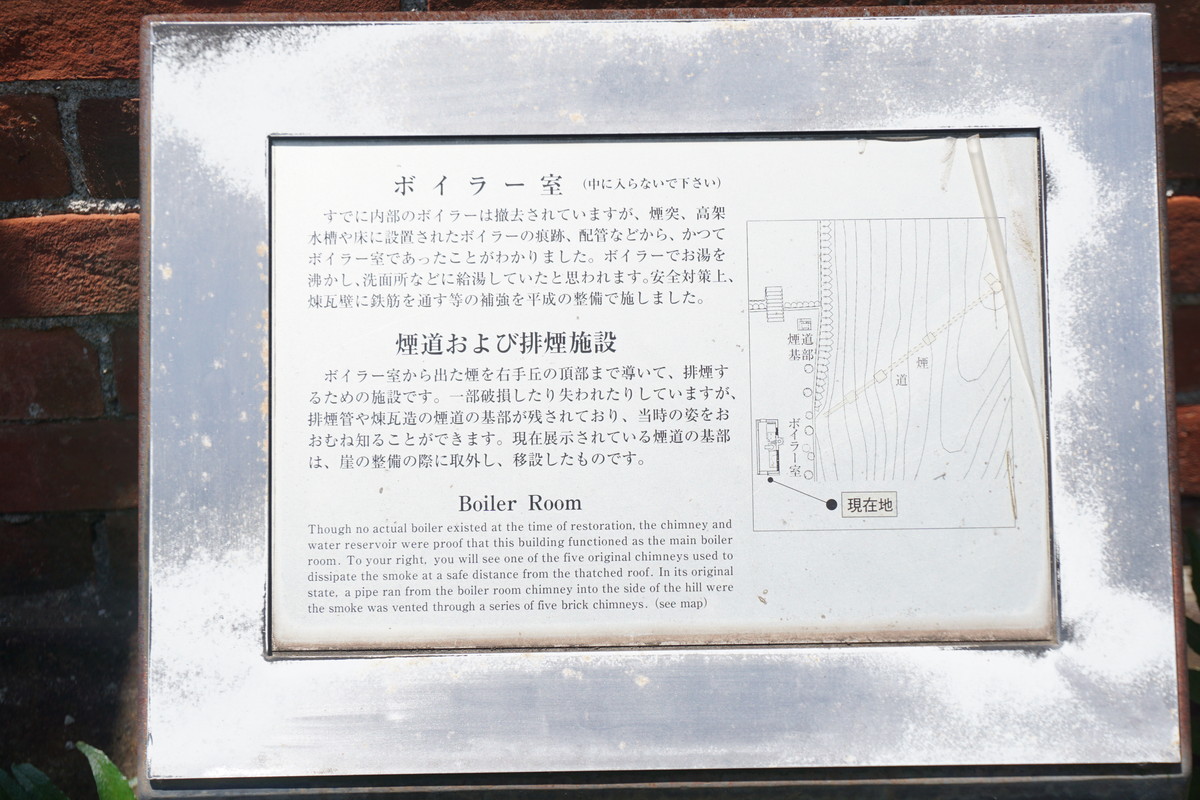 ボイラー室 (中に入らないで下さい)
すでに内部のボイラーは撤去されていますが、煙突、高架
水槽や床に設置されたボイラーの痕跡、配管などから、かつて
ボイラー室であったことがわかりました。ボイラーでお湯を
沸かし、洗面所などに給湯していたと思われます。安全対策上、
煉瓦壁に鉄筋を通す等の補強を平成の整備で施しました。
煙道および排煙施設
ボイラー室から出た煙を右手丘の頂部まで導いて、排煙す
るための施設です。一部破損したり失われたりしていますが、
排煙管や煉瓦造の煙道の基部が残されており、当時の姿をお
おむね知ることができます。現在展示されている煙道の基部
は、崖の整備の際に取外し、移設したものです。
Boiler Room
Though no actual boiler existed at the time of restoration, the chimney and
water reservoir were proof that this building functioned as the main boiler
room. To your right, you will see one of the five original chimneys used to
dissipate the smoke at a safe distance from the thatched roof. In its original
state, a pipe ran from the boiler room chimney into the side of the hill were
the smoke was vented through a series of five brick chimneys. (see map)
煙道
基部
煙道
ボイラー室
現在地